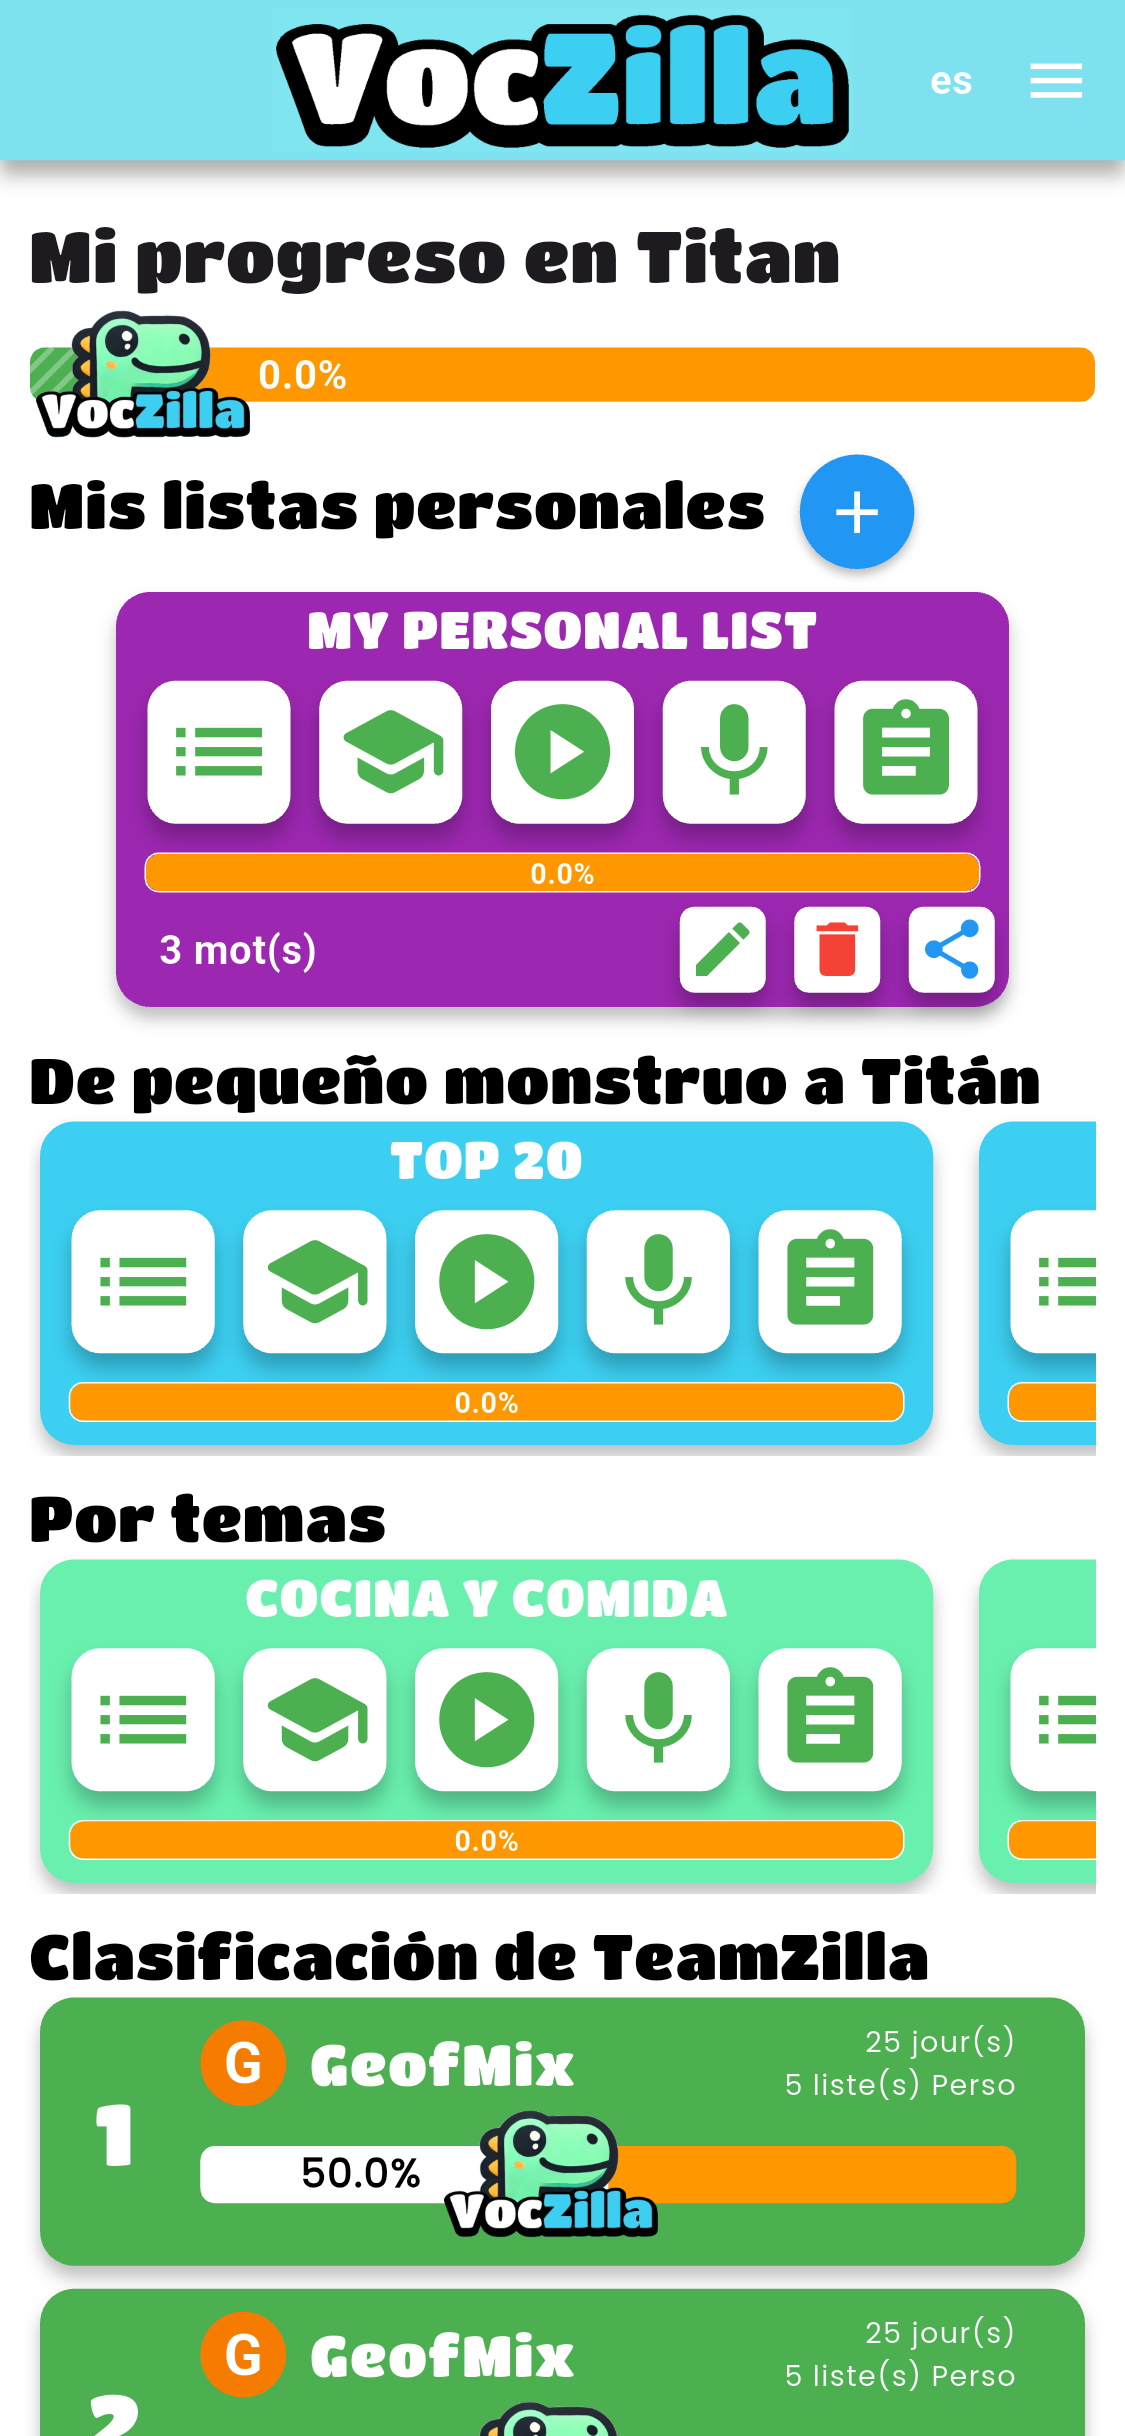 VocZilla
es
Mi progreso en Titan
0.0%
VocZilla
Mis listas personales
MY PERSONAL LIST
0.0%
3 mot(s)
De pequeño monstruo a Titán
TOP 20
0.0%
Por temas
COCINA Y COMIDA
0.0%
Clasificación de TeamZilla
1
G
GeofMix
25 jour(s)
5 liste(s) Perso
50.0%
VocZilla
2
G
GeofMix
25 jour(s)
5 liste(s) Perso